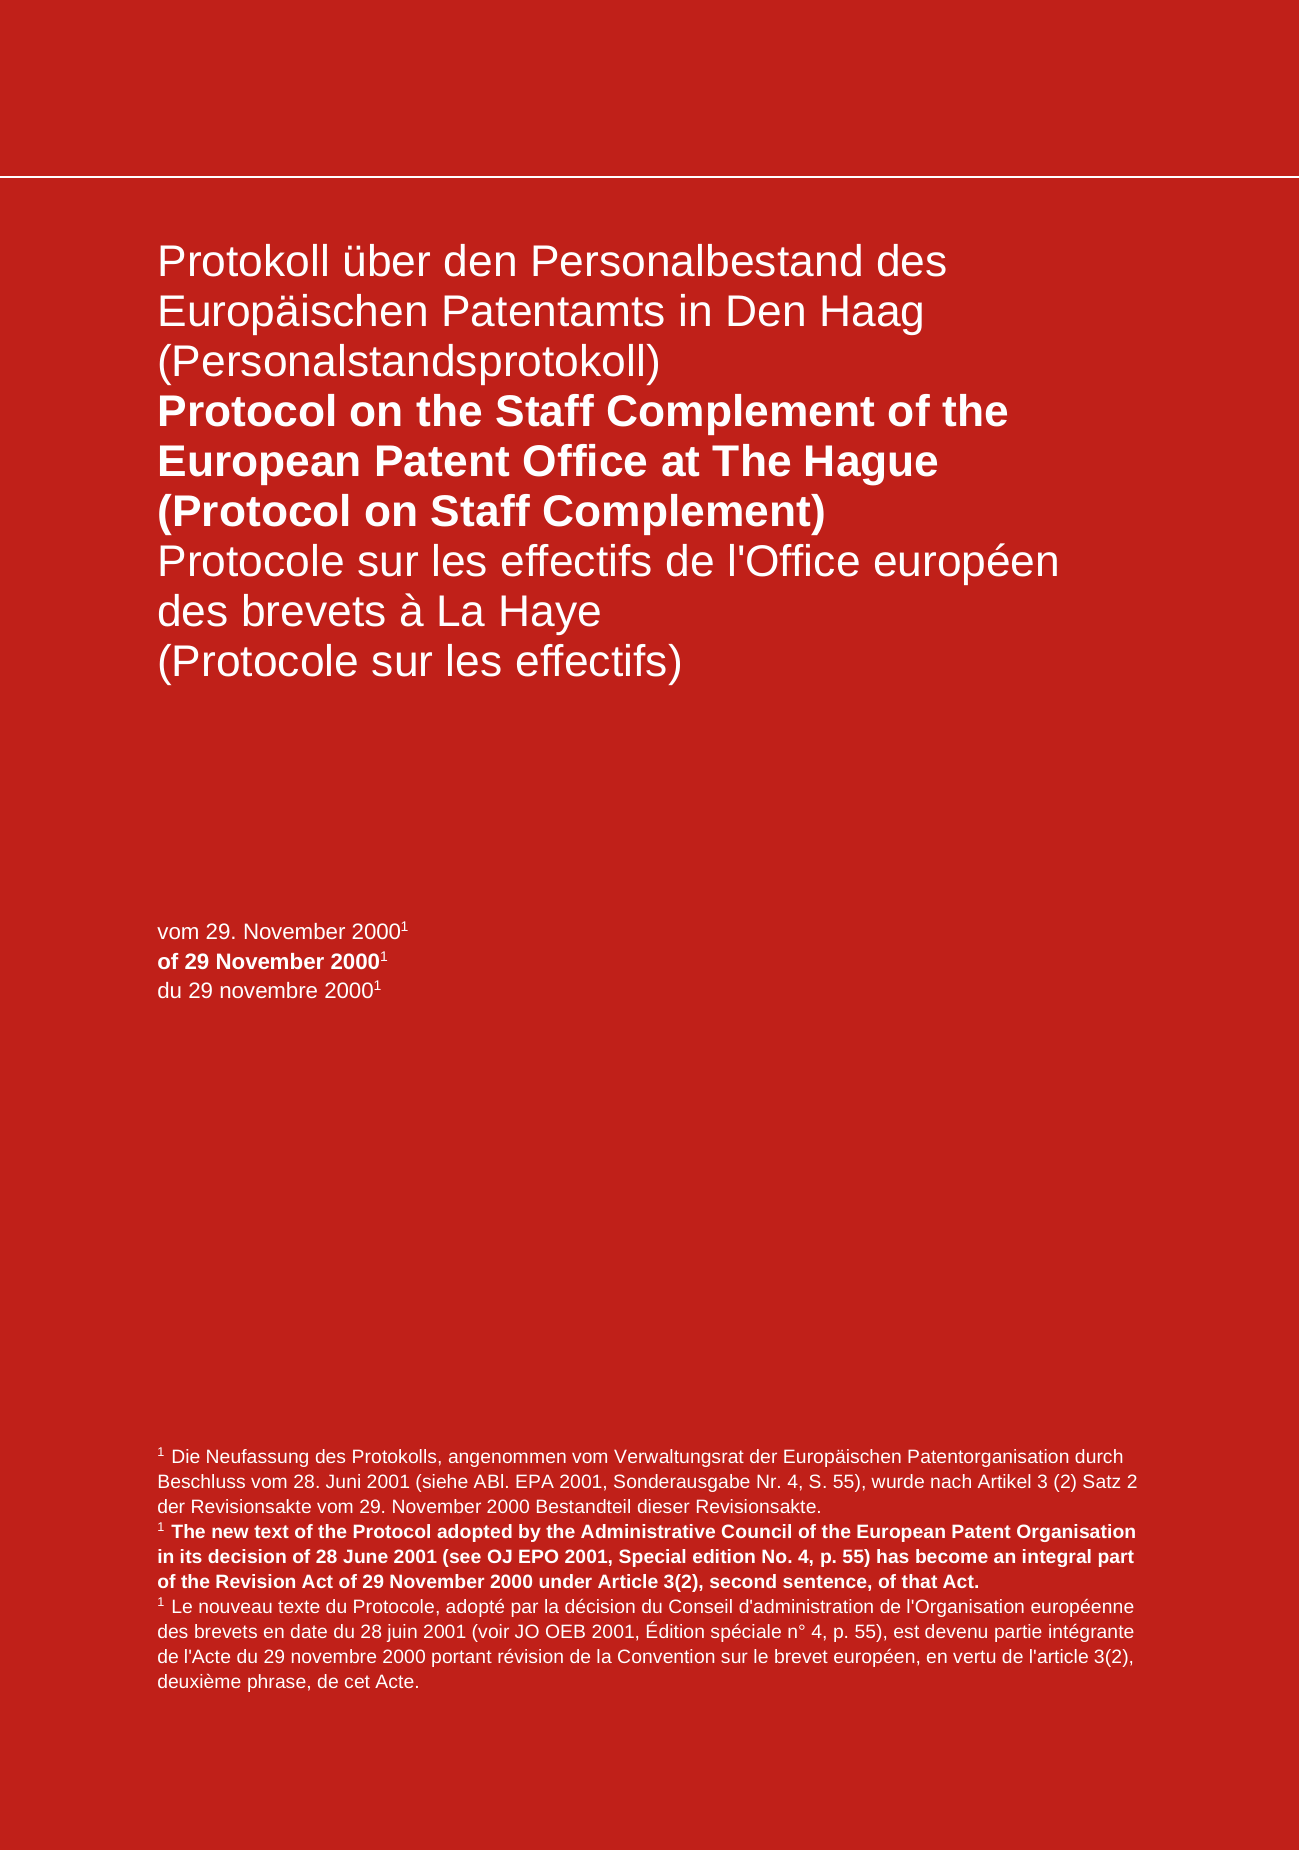 Protokoll über den Personalbestand des
Europäischen Patentamts in Den Haag
(Personalstandsprotokoll)
Protocol on the Staff Complement of the
European Patent Office at The Hague
(Protocol on Staff Complement)
Protocole sur les effectifs de l'Office européen
des brevets à La Haye
(Protocole sur les effectifs)
vom 29. November 2000¹
of 29 November 2000¹
du 29 novembre 2000¹
¹ Die Neufassung des Protokolls, angenommen vom Verwaltungsrat der Europäischen Patentorganisation durch
Beschluss vom 28. Juni 2001 (siehe ABl. EPA 2001, Sonderausgabe Nr. 4, S. 55), wurde nach Artikel 3 (2) Satz 2
der Revisionsakte vom 29. November 2000 Bestandteil dieser Revisionsakte.
¹ The new text of the Protocol adopted by the Administrative Council of the European Patent Organisation
in its decision of 28 June 2001 (see OJ EPO 2001, Special edition No. 4, p. 55) has become an integral part
of the Revision Act of 29 November 2000 under Article 3(2), second sentence, of that Act.
¹ Le nouveau texte du Protocole, adopté par la décision du Conseil d'administration de l'Organisation européenne
des brevets en date du 28 juin 2001 (voir JO OEB 2001, Édition spéciale n° 4, p. 55), est devenu partie intégrante
de l'Acte du 29 novembre 2000 portant révision de la Convention sur le brevet européen, en vertu de l'article 3(2),
deuxième phrase, de cet Acte.